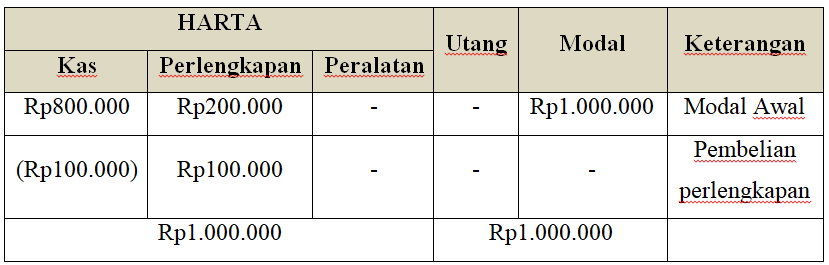 HARTA Utang Modal Keterangan
Kas Perlengkapan Peralatan
Rp800.000 Rp200.000 - - Rp1.000.000 Modal Awal
(Rp100.000) Rp100.000 - - - Pembelian
perlengkapan
Rp1.000.000 Rp1.000.000